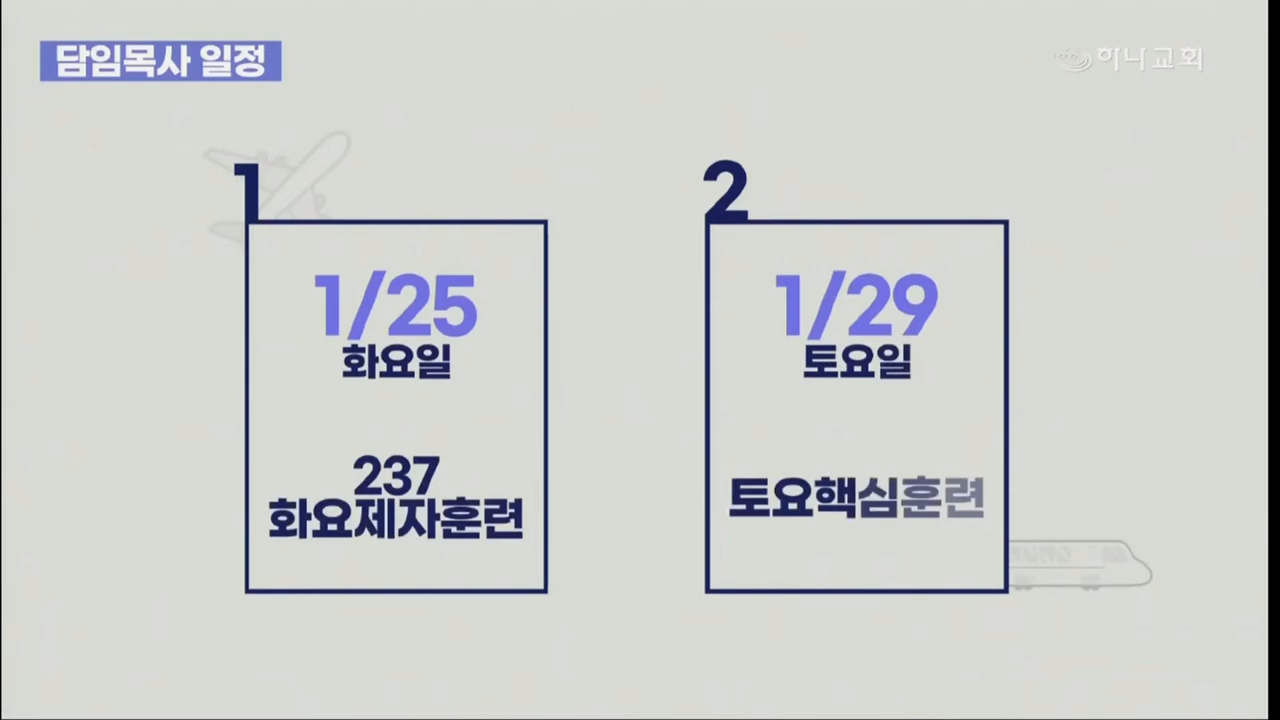 담임목사 일정
하나교회
1
1/25
화요일
237
화요제자훈련
2
1/29
토요일
토요핵심훈련